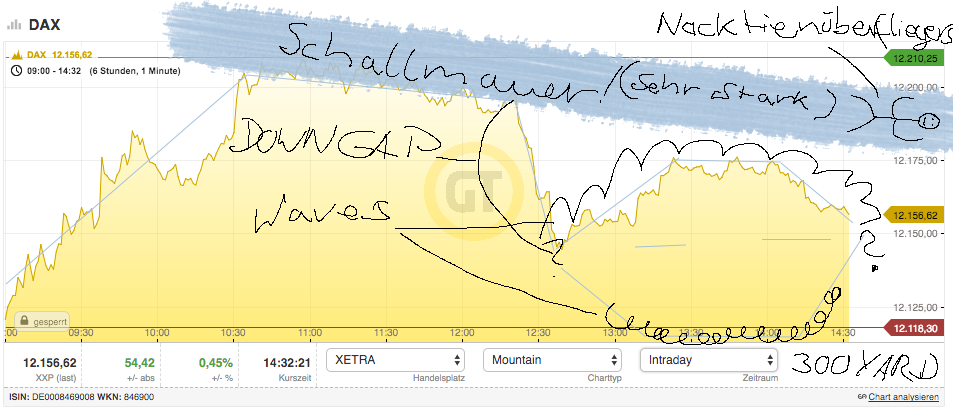 DAX
Nacktienüberflieger
DAX 12.156,62
12.210,25
09:00 - 14:32 (6 Stunden, 1 Minute)
Schallmauer! (Sehr stark)
12.200,00
DOWNGAP
12.175,00
GT
Waves
12.156,62
12.150,00
?
?
12.125,00
gesperrt
12.118,30
:00 09:30 10:00 10:30 11:00 11:30 12:00 12:30 13:00 13:30 14:00 14:30
12.156,62 54,42 0,45% 14:32:21 XETRA Mountain Intraday 300 YARD
XXP (last) +/- abs +/- % Kurszeit Handelsplatz Charttyp Zeitraum
ISIN: DE0008469008 WKN: 846900 Chart analysieren